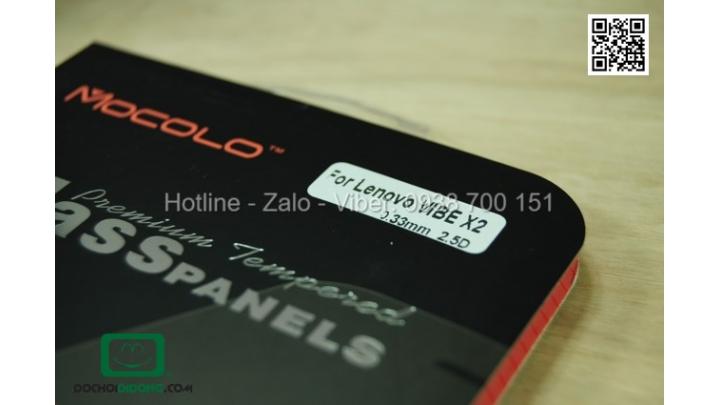 MOCOLO™
For Lenovo VIBE X2
0.33mm 2.5D
Hotline - Zalo - Viber: 0938 700 151
Premium Tempered
lass PANELS
DOCHOIDIDONG.COM